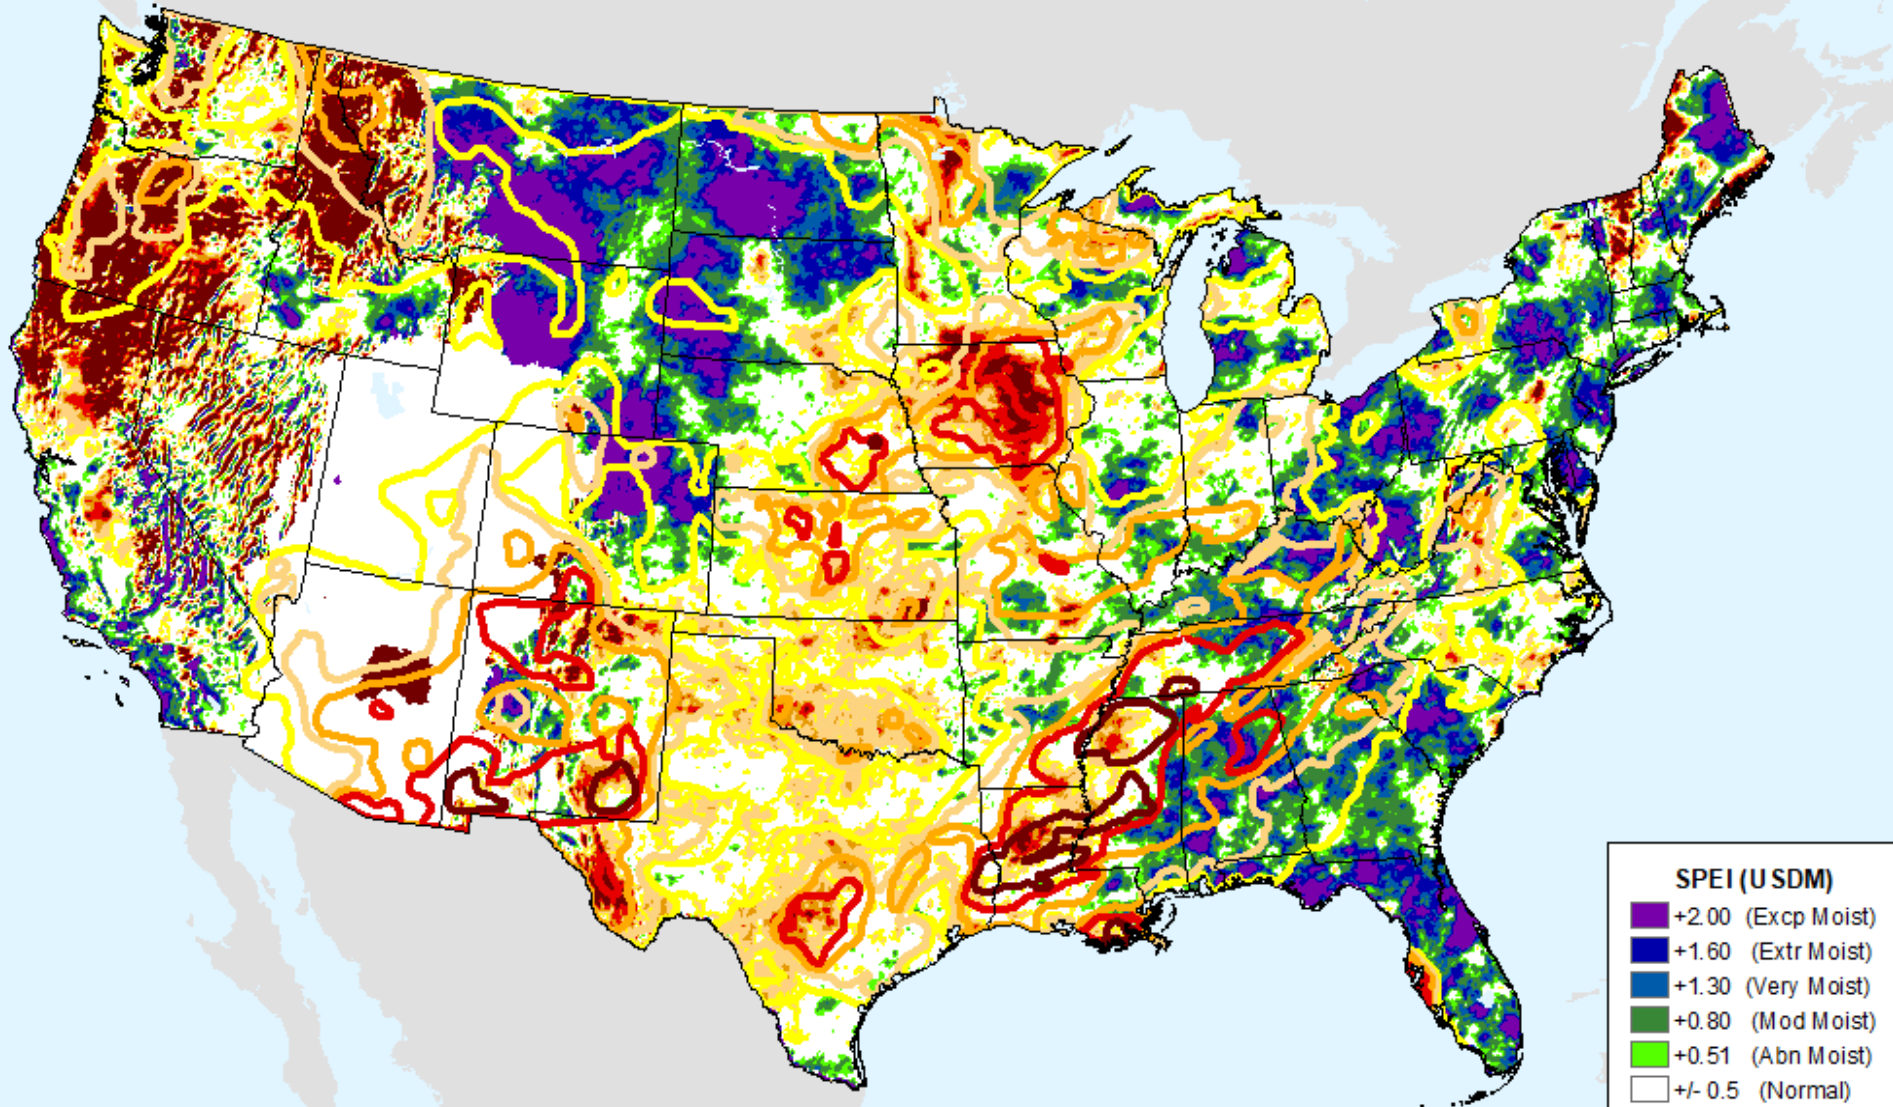 SPEI (USDM)
+2.00 (Excp Moist)
+1.60 (Extr Moist)
+1.30 (Very Moist)
+0.80 (Mod Moist)
+0.51 (Abn Moist)
+/- 0.5 (Normal)